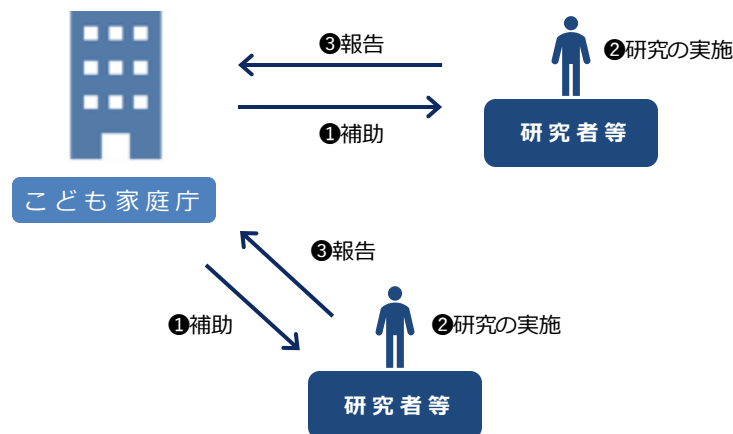 ❸報告
❷研究の実施
❶補助
研究者等
こども家庭庁
❸報告
❶補助
❷研究の実施
研究者等